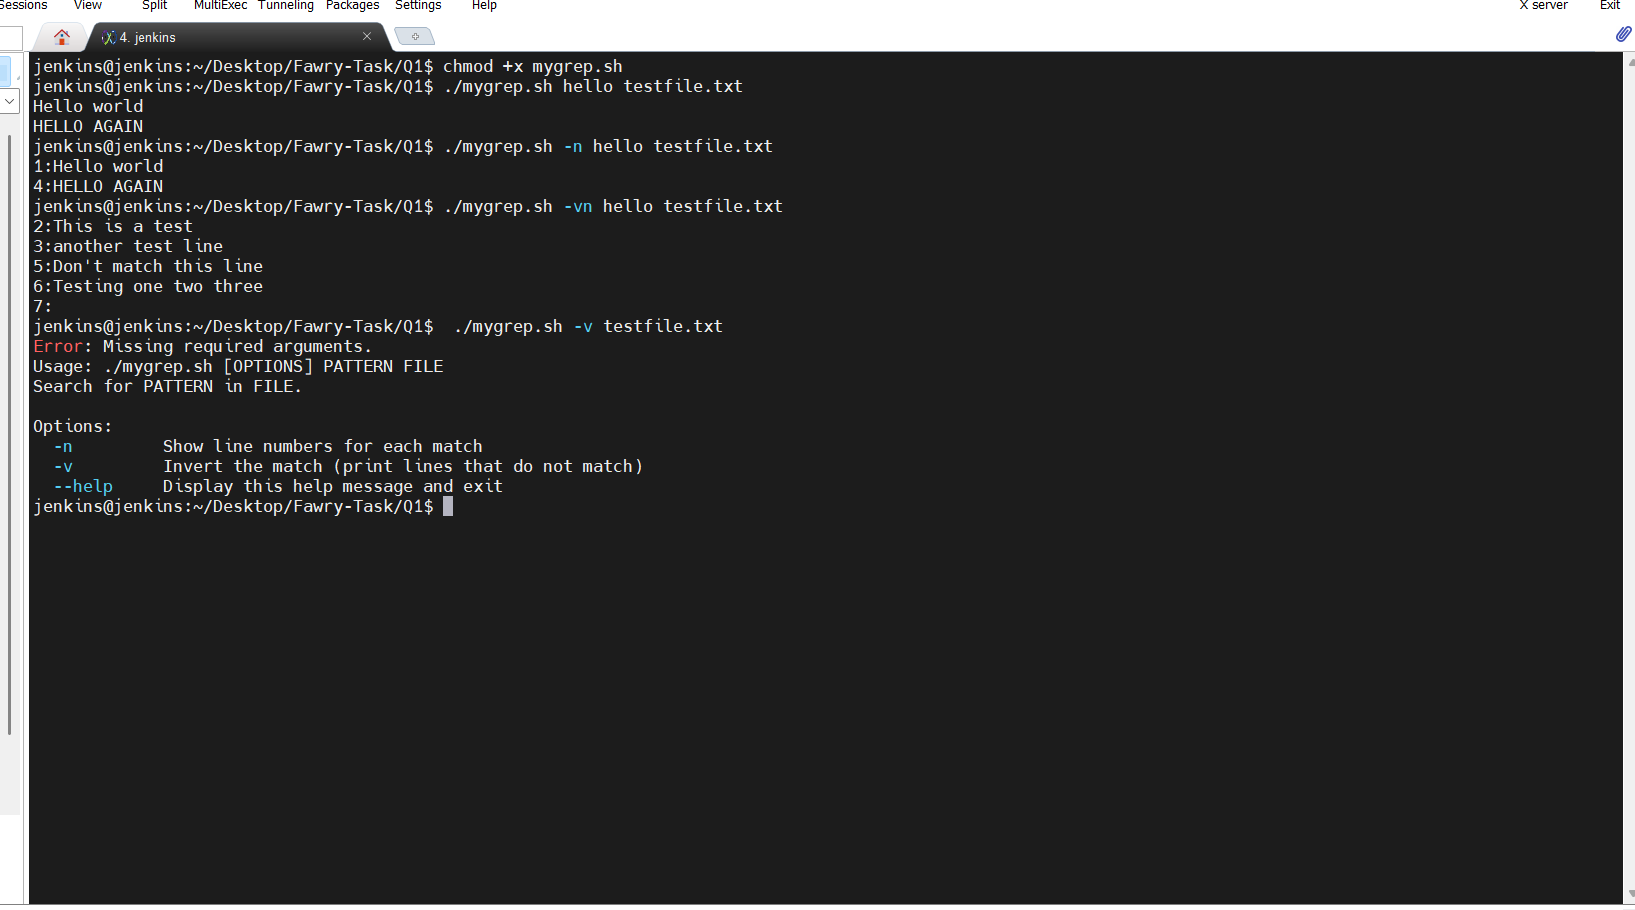 Sessions View Split MultiExec Tunneling Packages Settings Help X server Exit
4. jenkins
jenkins@jenkins:~/Desktop/Fawry-Task/Q1$ chmod +x mygrep.sh
jenkins@jenkins:~/Desktop/Fawry-Task/Q1$ ./mygrep.sh hello testfile.txt
Hello world
HELLO AGAIN
jenkins@jenkins:~/Desktop/Fawry-Task/Q1$ ./mygrep.sh -n hello testfile.txt
1:Hello world
4:HELLO AGAIN
jenkins@jenkins:~/Desktop/Fawry-Task/Q1$ ./mygrep.sh -vn hello testfile.txt
2:This is a test
3:another test line
5:Don't match this line
6:Testing one two three
7:
jenkins@jenkins:~/Desktop/Fawry-Task/Q1$  ./mygrep.sh -v testfile.txt
Error: Missing required arguments.
Usage: ./mygrep.sh [OPTIONS] PATTERN FILE
Search for PATTERN in FILE.

Options:
  -n         Show line numbers for each match
  -v         Invert the match (print lines that do not match)
  --help     Display this help message and exit
jenkins@jenkins:~/Desktop/Fawry-Task/Q1$